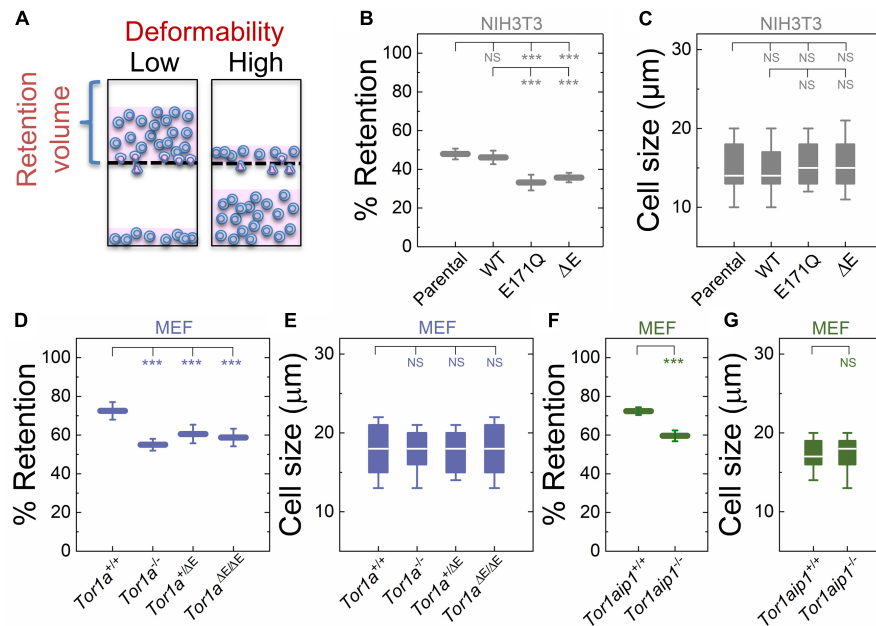 A
Deformability
Low
High
Retention
volume
B
NIH3T3
NS
***
***
***
***
% Retention
100
80
60
40
20
0
Parental
WT
E171Q
ΔE
C
NIH3T3
NS
NS
NS
NS
NS
Cell size (µm)
30
20
10
Parental
WT
E171Q
ΔE
D
MEF
***
***
***
% Retention
100
80
60
40
20
0
Tor1a+/+
Tor1a-/-
Tor1a+/ΔE
Tor1aΔE/ΔE
E
MEF
NS
NS
NS
Cell size (µm)
30
20
10
Tor1a+/+
Tor1a-/-
Tor1a+/ΔE
Tor1aΔE/ΔE
F
MEF
***
% Retention
100
80
60
40
20
0
Tor1aip1+/+
Tor1aip1-/-
G
MEF
NS
Cell size (µm)
30
20
10
Tor1aip1+/+
Tor1aip1-/-